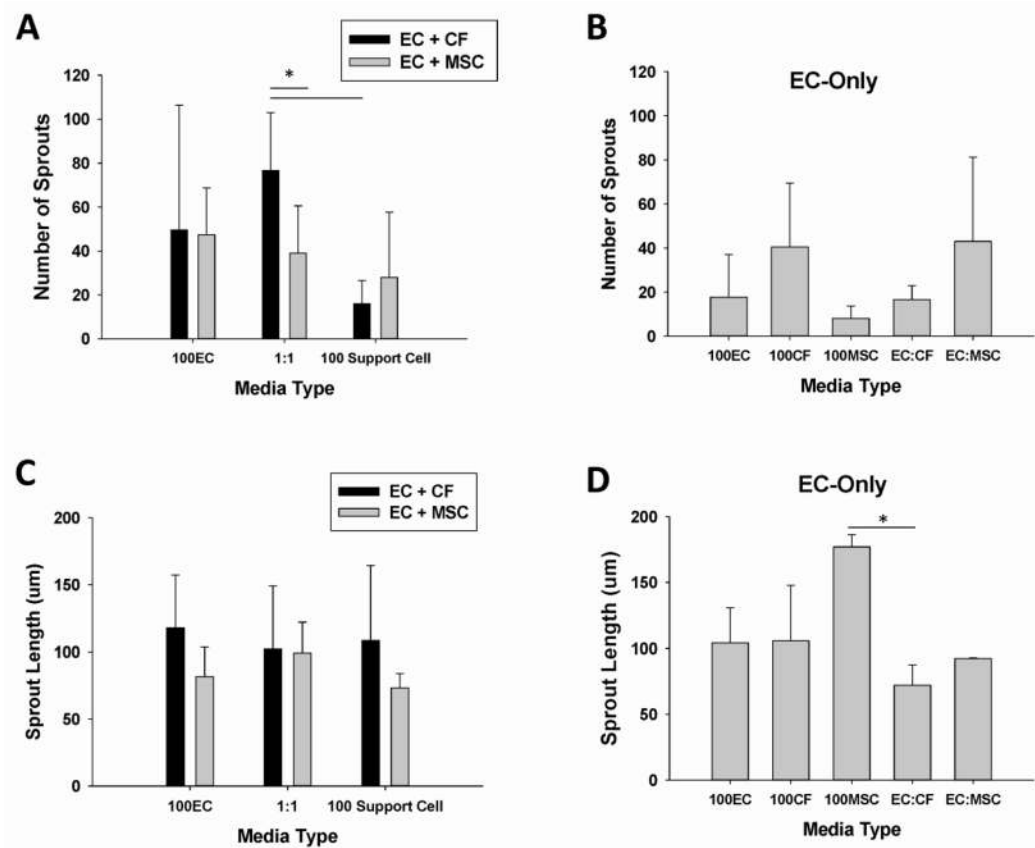 A
EC + CF
EC + MSC
*
120
100
80
60
40
20
0
Number of Sprouts
100EC 1:1 100 Support Cell
Media Type
B
EC-Only
120
100
80
60
40
20
0
Number of Sprouts
100EC 100CF 100MSC EC:CF EC:MSC
Media Type
C
EC + CF
EC + MSC
200
150
100
50
0
Sprout Length (um)
100EC 1:1 100 Support Cell
Media Type
D
EC-Only
*
200
150
100
50
0
Sprout Length (um)
100EC 100CF 100MSC EC:CF EC:MSC
Media Type